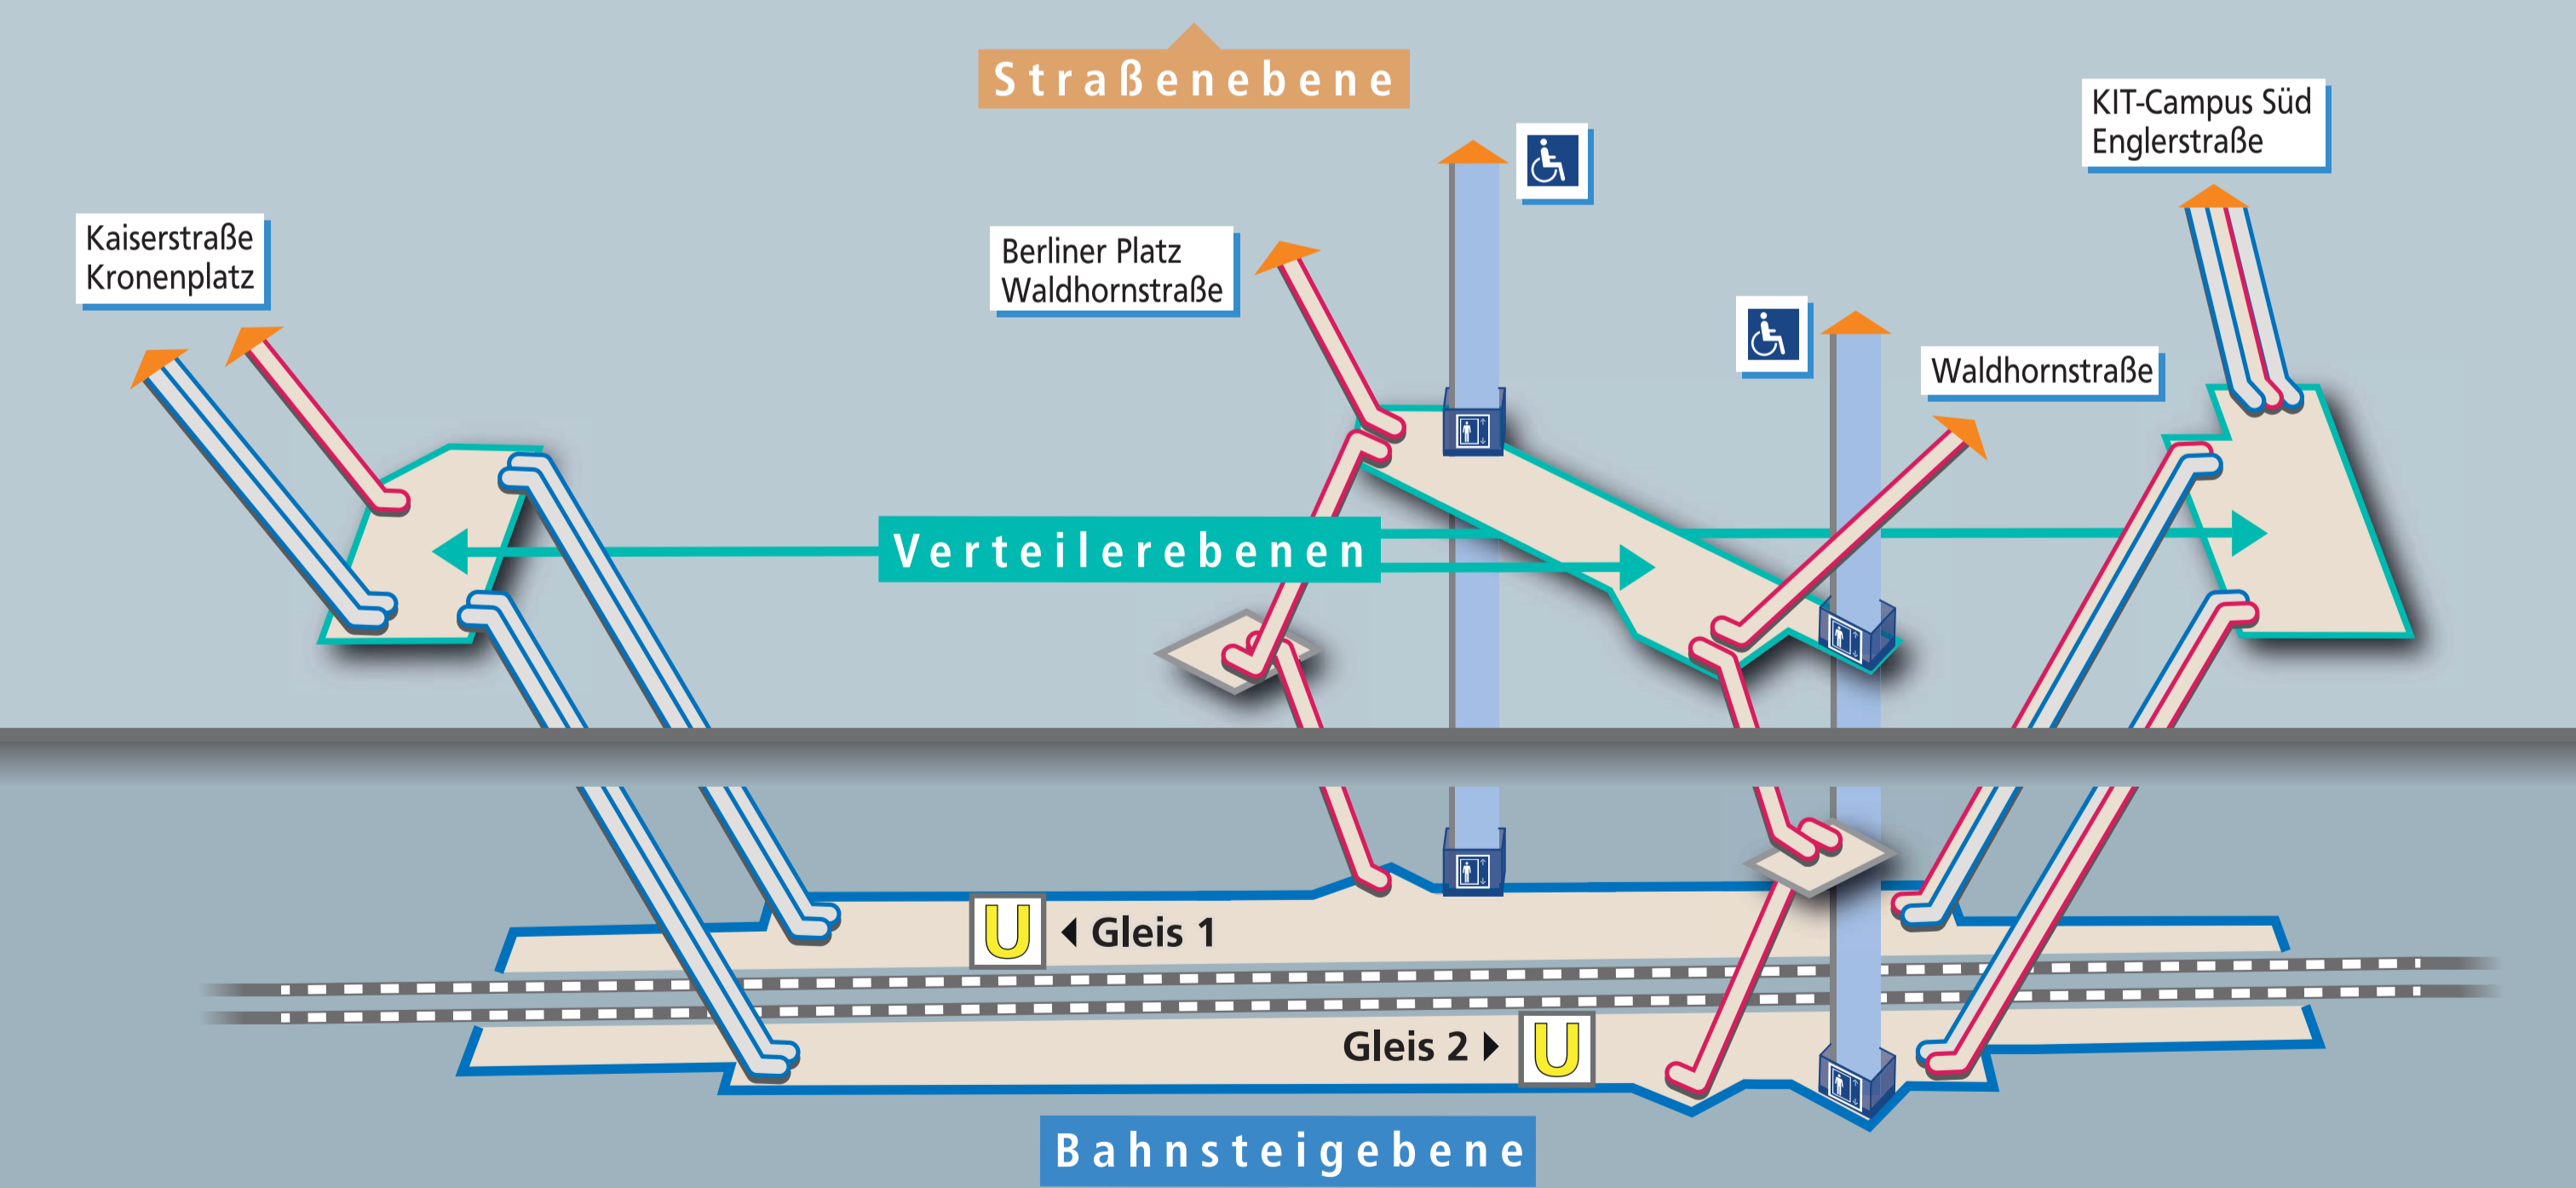 Straßenebene
KIT-Campus Süd
Englerstraße
Kaiserstraße
Kronenplatz
Berliner Platz
Waldhornstraße
Waldhornstraße
Verteilerebenen
U Gleis 1
Gleis 2 U
Bahnsteigebene